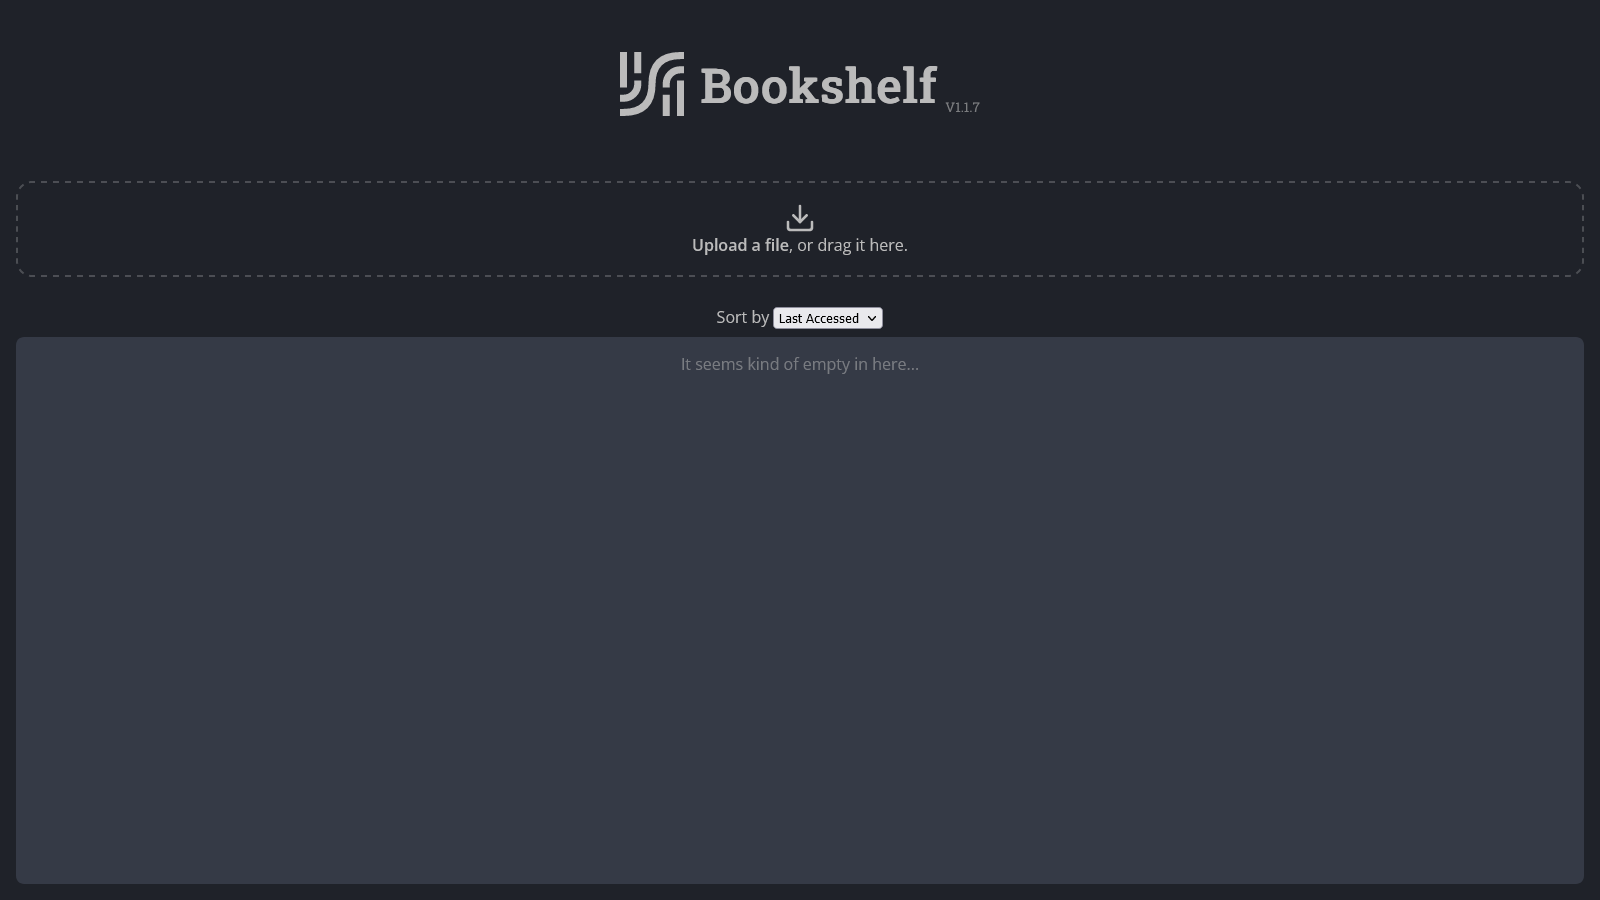 Bookshelf V1.1.7
Upload a file, or drag it here.
Sort by Last Accessed
It seems kind of empty in here...